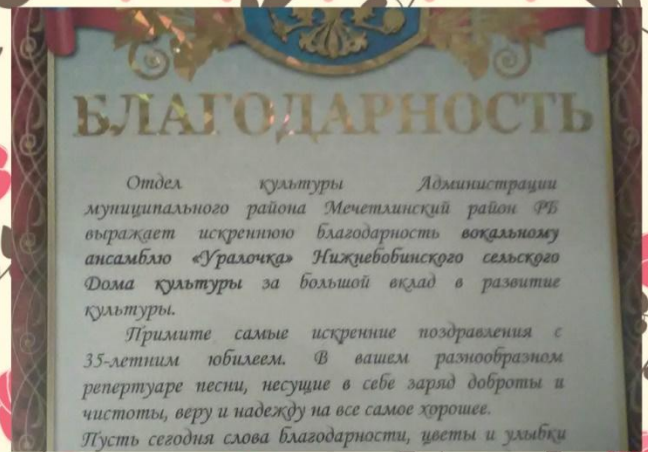 БЛАГОДАРНОСТЬ
Отдел культуры Администрации
муниципального района Мечетлинский район РБ
выражает искреннюю благодарность вокальному
ансамблю «Уралочка» Нижнебобинского сельского
Дома культуры за большой вклад в развитие
культуры.
Примите самые искренние поздравления с
35-летним юбилеем. В вашем разнообразном
репертуаре песни, несущие в себе заряд доброты и
чистоты, веру и надежду на все самое хорошее.
Пусть сегодня слова благодарности, цветы и улыбки